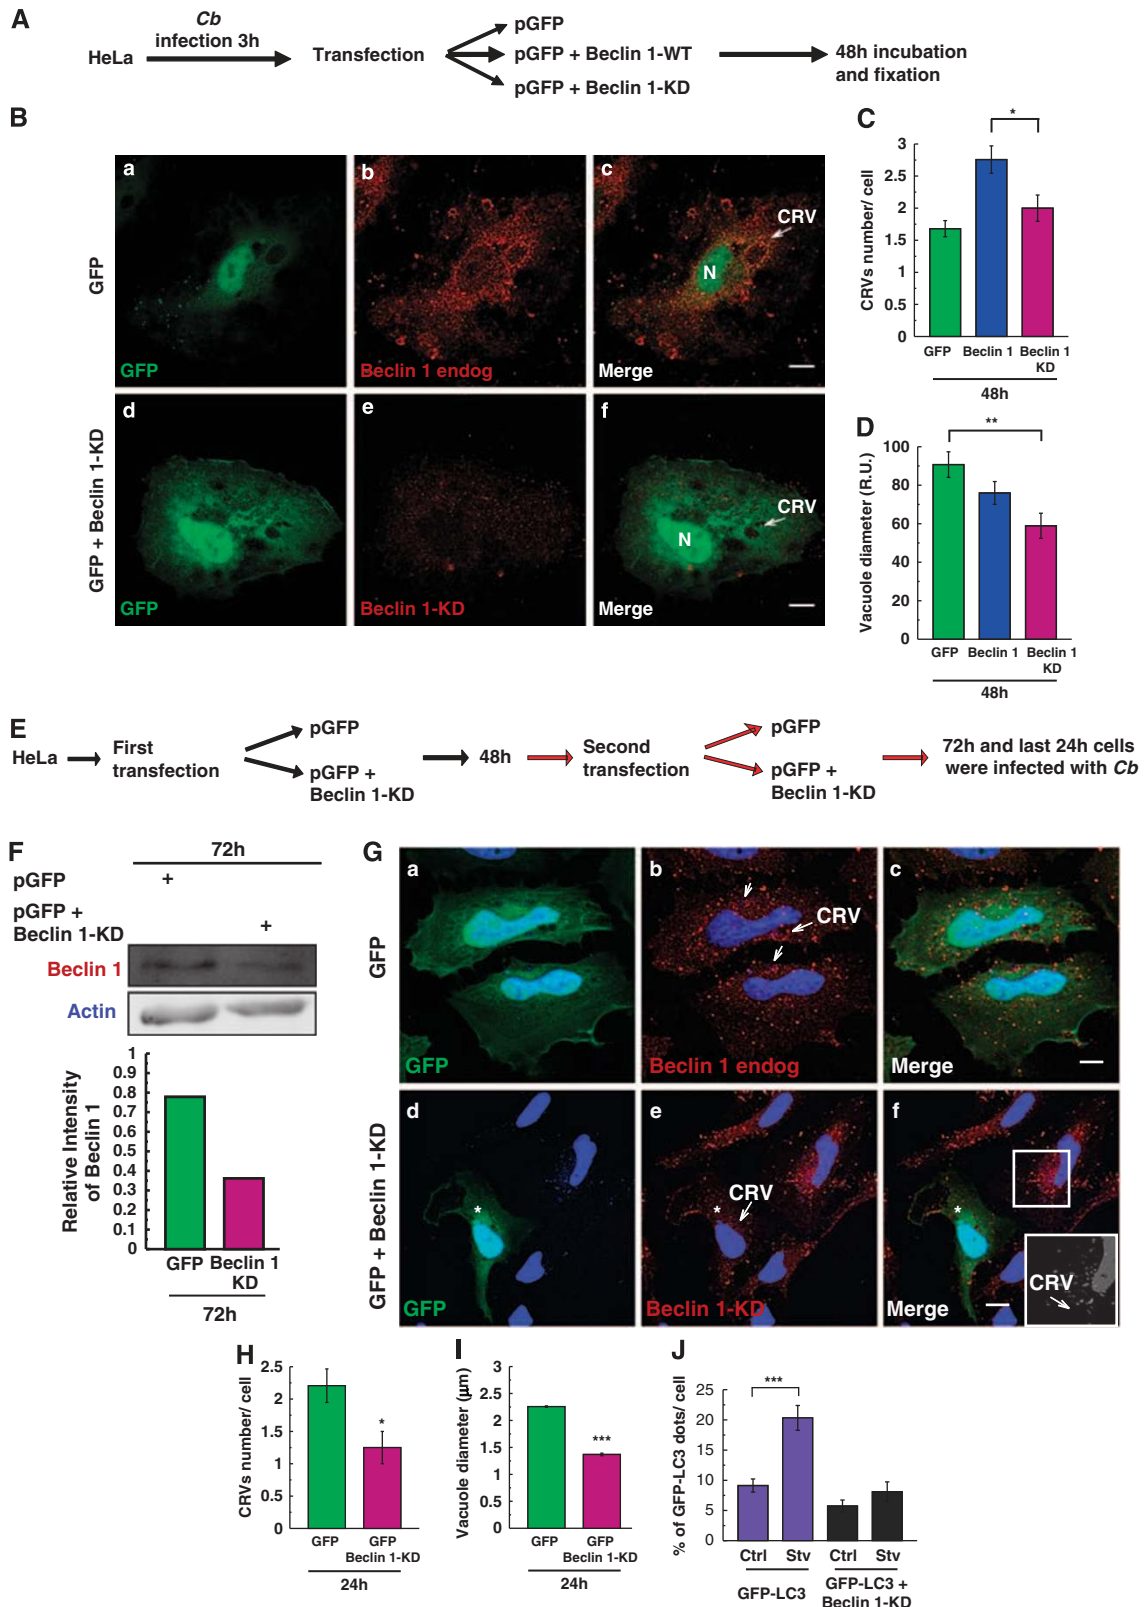 A
HeLa
Cb
infection 3h
Transfection
pGFP
pGFP + Beclin 1-WT
pGFP + Beclin 1-KD
48h incubation
and fixation
B
GFP
a
GFP
b
Beclin 1 endog
c
CRV
N
Merge
GFP + Beclin 1-KD
d
GFP
e
Beclin 1-KD
f
CRV
N
Merge
C
*
CRVs number/ cell
3
2.5
2
1.5
1
0.5
0
GFP
Beclin 1
Beclin 1
KD
48h
D
**
Vacuole diameter (R.U.)
100
80
60
40
20
0
GFP
Beclin 1
Beclin 1
KD
48h
E
HeLa
First
transfection
pGFP
pGFP +
Beclin 1-KD
48h
Second
transfection
pGFP
pGFP +
Beclin 1-KD
72h and last 24h cells
were infected with Cb
F
72h
pGFP
+
pGFP +
Beclin 1-KD
+
Beclin 1
Actin
Relative Intensity
of Beclin 1
1
0.9
0.8
0.7
0.6
0.5
0.4
0.3
0.2
0.1
0
GFP
Beclin 1
KD
72h
G
GFP
a
GFP
b
CRV
Beclin 1 endog
c
Merge
GFP + Beclin 1-KD
d
*
GFP
e
CRV
*
Beclin 1-KD
f
*
CRV
Merge
H
CRVs number/ cell
2.5
2
1.5
1
0.5
0
*
GFP
GFP
Beclin 1-KD
24h
I
Vacuole diameter (μm)
3
2.5
2
1.5
1
0.5
0
***
GFP
GFP
Beclin 1-KD
24h
J
% of GFP-LC3 dots/ cell
25
20
15
10
5
0
***
Ctrl
Stv
Ctrl
Stv
GFP-LC3
GFP-LC3 +
Beclin 1-KD